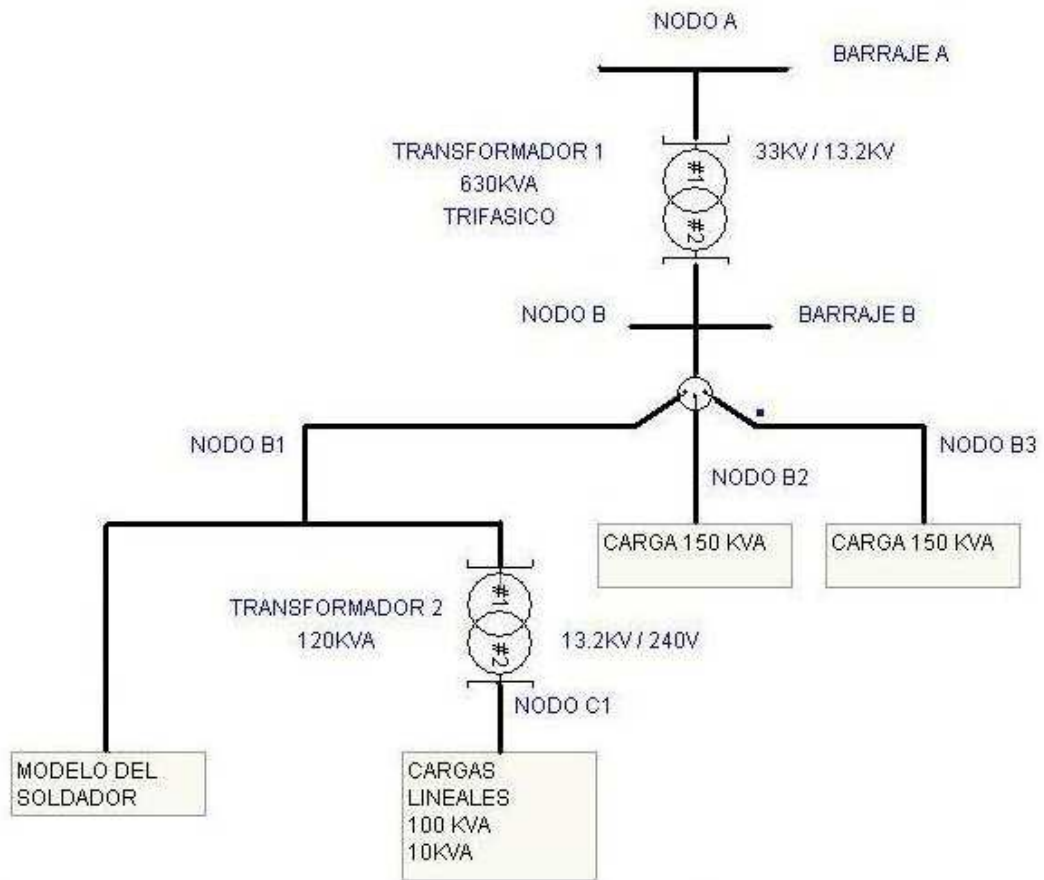 NODO A
BARRAJE A
TRANSFORMADOR 1
630KVA
TRIFASICO
33KV / 13.2KV
#1
#2
NODO B
BARRAJE B
NODO B1
NODO B2
NODO B3
CARGA 150 KVA
CARGA 150 KVA
TRANSFORMADOR 2
120KVA
#1
#2
13.2KV / 240V
NODO C1
MODELO DEL
SOLDADOR
CARGAS
LINEALES
100 KVA
10KVA